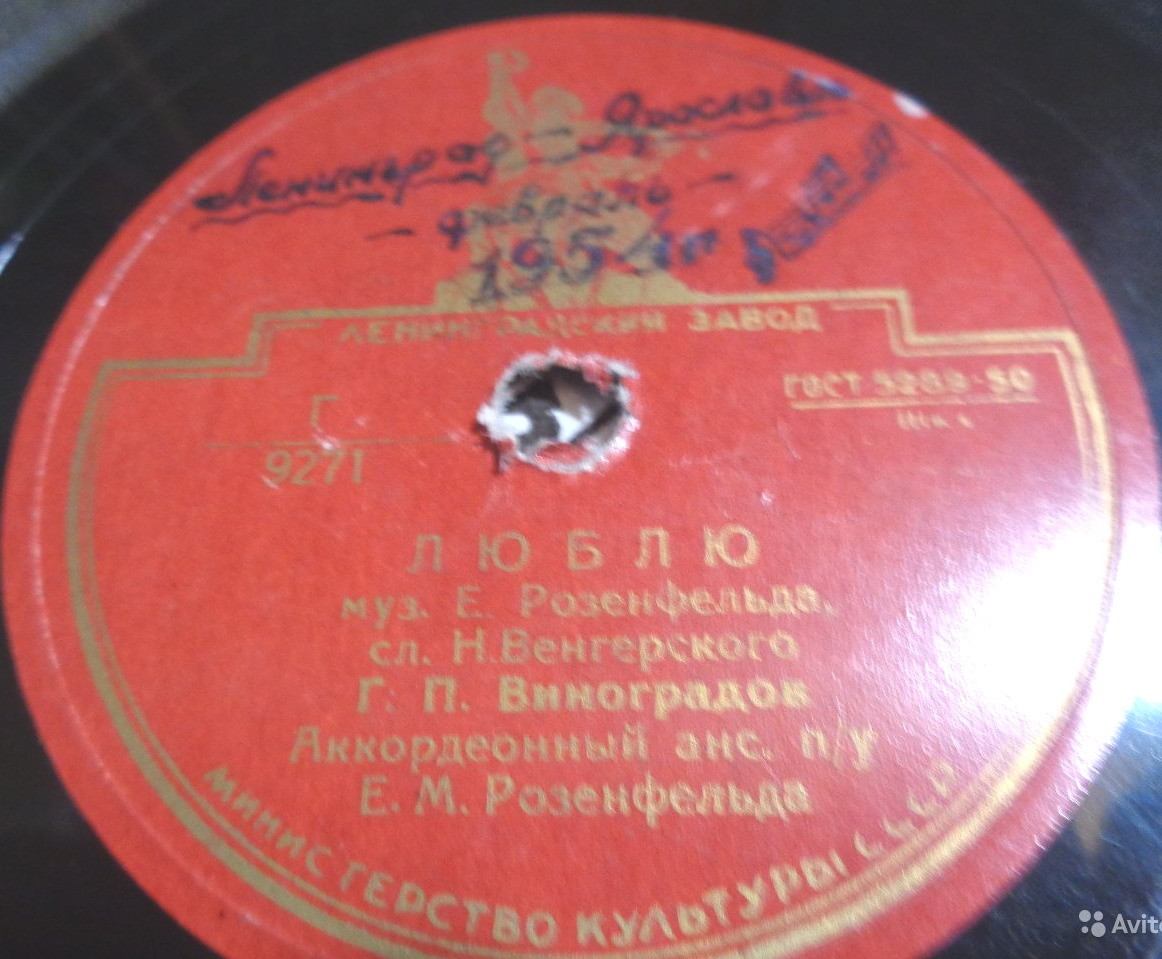 Ленинград – Ярославль
– февраль –
1954 г.
ЛЕНИНГРАДСКИЙ ЗАВОД
ГОСТ 5289-50
Г
9271
ЛЮБЛЮ
муз. Е. Розенфельда,
сл. Н. Венгерского
Г. П. Виноградов
Аккордеонный анс. п/у
Е. М. Розенфельда
МИНИСТЕРСТВО КУЛЬТУРЫ СССР
Avito